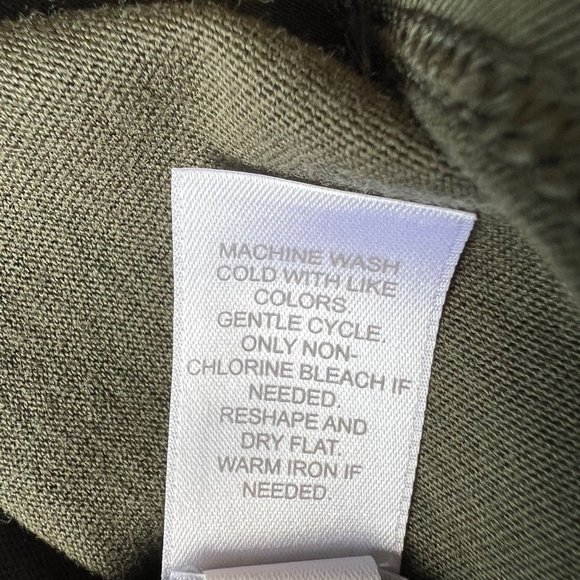 MACHINE WASH
COLD WITH LIKE
COLORS.
GENTLE CYCLE.
ONLY NON-
CHLORINE BLEACH IF
NEEDED.
RESHAPE AND
DRY FLAT.
WARM IRON IF
NEEDED.